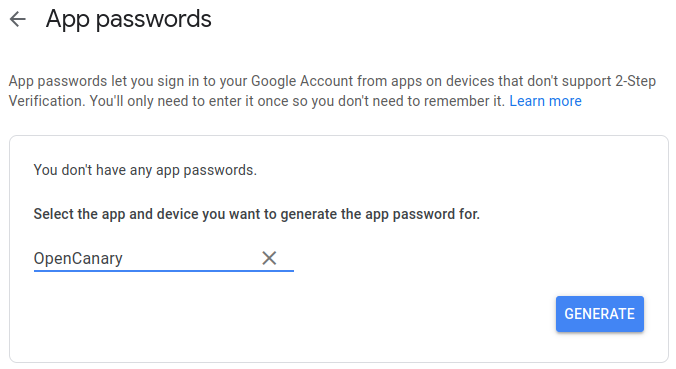 App passwords
App passwords let you sign in to your Google Account from apps on devices that don't support 2-Step
Verification. You'll only need to enter it once so you don't need to remember it. Learn more
You don't have any app passwords.
Select the app and device you want to generate the app password for.
OpenCanary
GENERATE